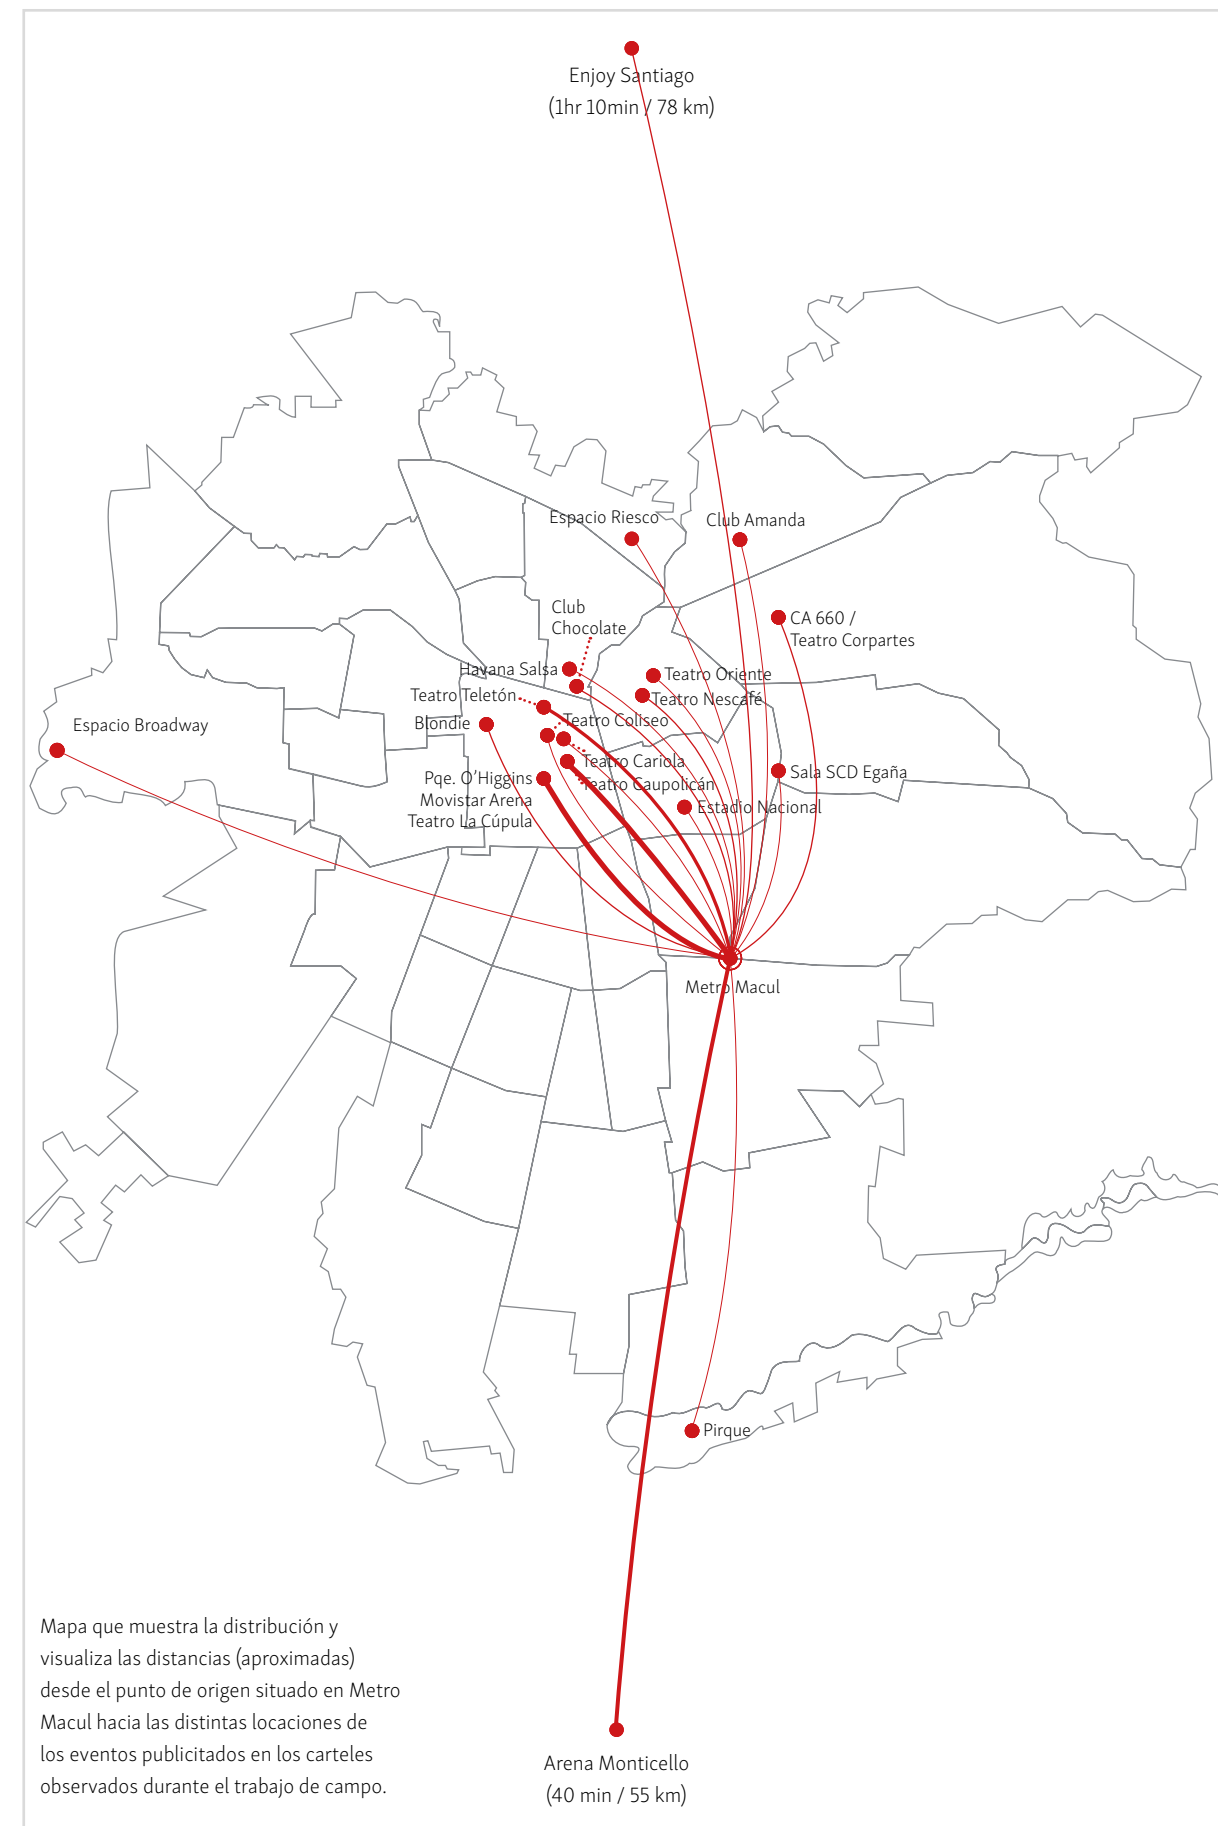 Enjoy Santiago
(1hr 10min / 78 km)
Espacio Riesco
Club Amanda
Club
Chocolate
CA 660 /
Teatro Corpartes
Havana Salsa
Teatro Oriente
Teatro Teletón
Teatro Nescafé
Blondie
Teatro Coliseo
Espacio Broadway
Teatro Cariola
Sala SCD Egaña
Pqe. O'Higgins
Movistar Arena
Teatro La Cúpula
Teatro Caupolicán
Estadio Nacional
Metro Macul
Pirque
Mapa que muestra la distribución y
visualiza las distancias (aproximadas)
desde el punto de origen situado en Metro
Macul hacia las distintas locaciones de
los eventos publicitados en los carteles
observados durante el trabajo de campo.
Arena Monticello
(40 min / 55 km)